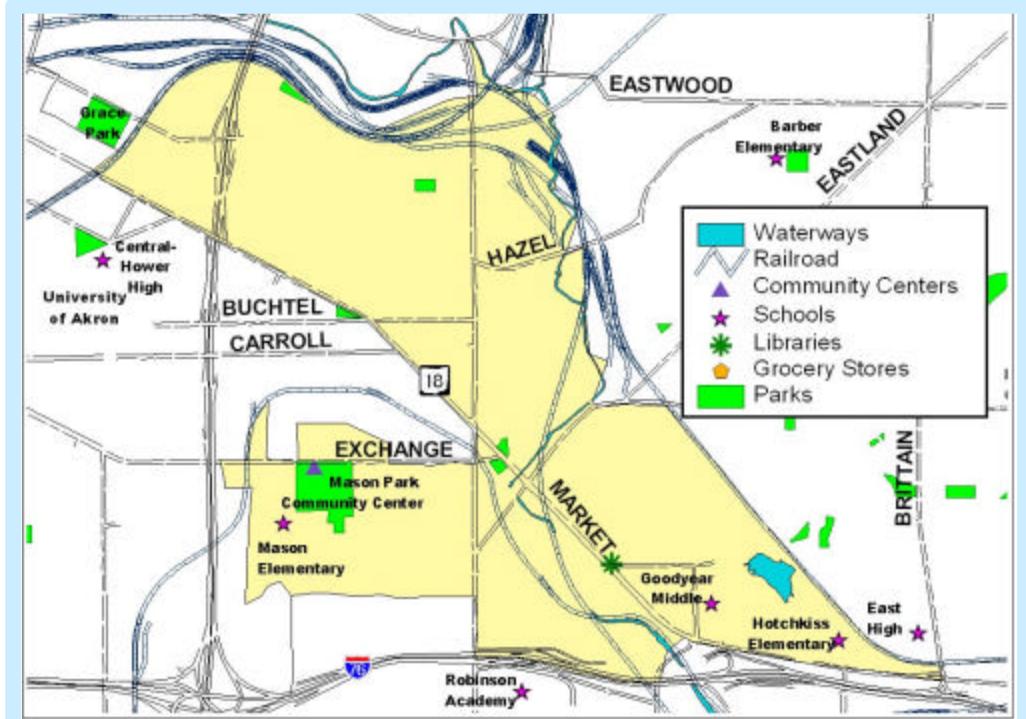 EASTWOOD
Grace
Park
Barber
Elementary
EASTLAND
Central-
Hower
High
University
of Akron
HAZEL
BUCHTEL
CARROLL
18
Waterways
Railroad
Community Centers
Schools
Libraries
Grocery Stores
Parks
EXCHANGE
Mason Park
Community Center
MARKET
BRITTAIN
Mason
Elementary
Goodyear
Middle
Hotchkiss
Elementary
East
High
76
Robinson
Academy